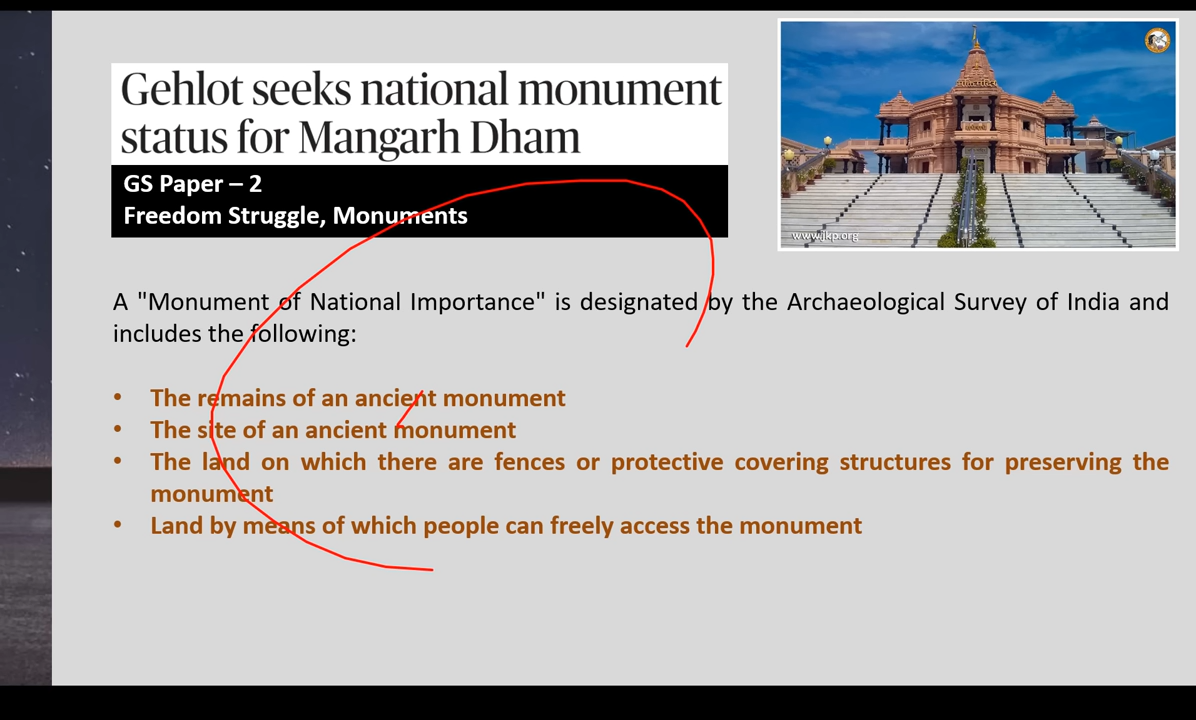 Gehlot seeks national monument
status for Mangarh Dham
GS Paper – 2
Freedom Struggle, Monuments
www.jkp.org
A "Monument of National Importance" is designated by the Archaeological Survey of India and
includes the following:
• The remains of an ancient monument
• The site of an ancient monument
• The land on which there are fences or protective covering structures for preserving the
monument
• Land by means of which people can freely access the monument